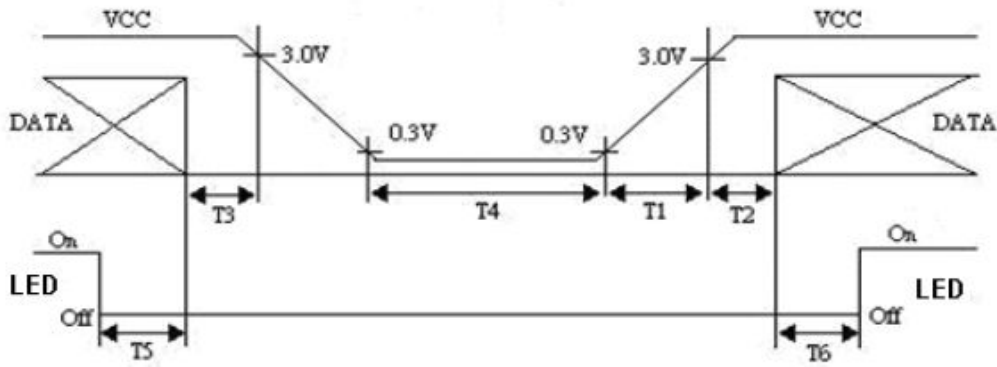 VCC
VCC
3.0V
3.0V
DATA
0.3V
0.3V
DATA
T3
T4
T1
T2
On
On
LED
LED
Off
Off
T5
T6